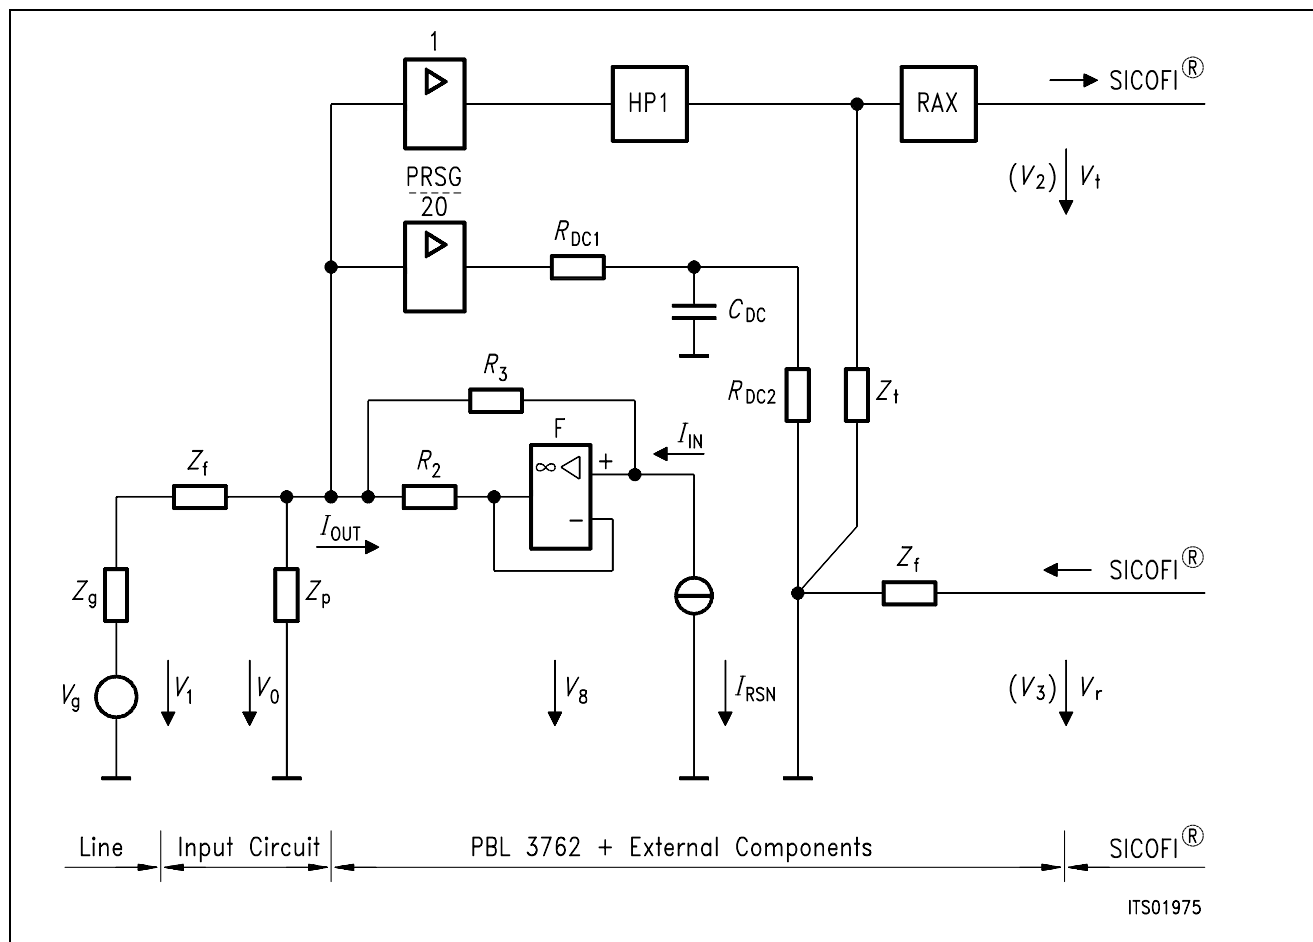 1
HP1
RAX
SICOFI®
PRSG
20
(V2) Vt
RDC1
CDC
R3
RDC2
Zt
F
IIN
∞
+
Zf
R2
−
IOUT
Zf
SICOFI®
Zg
Zp
Vg
V1
V0
V8
IRSN
(V3) Vr
Line
Input Circuit
PBL 3762 + External Components
SICOFI®
ITS01975